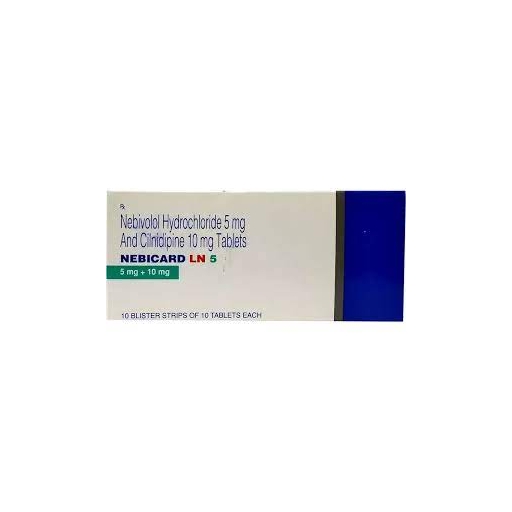 Rx
Nebivolol Hydrochloride 5 mg
And Cilnidipine 10 mg Tablets
NEBICARD LN 5
5 mg + 10 mg
10 BLISTER STRIPS OF 10 TABLETS EACH